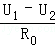 U₁ - U₂
R₀